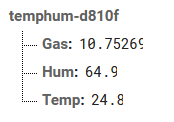 temphum-d810f
Gas: 10.75269
Hum: 64.9
Temp: 24.8